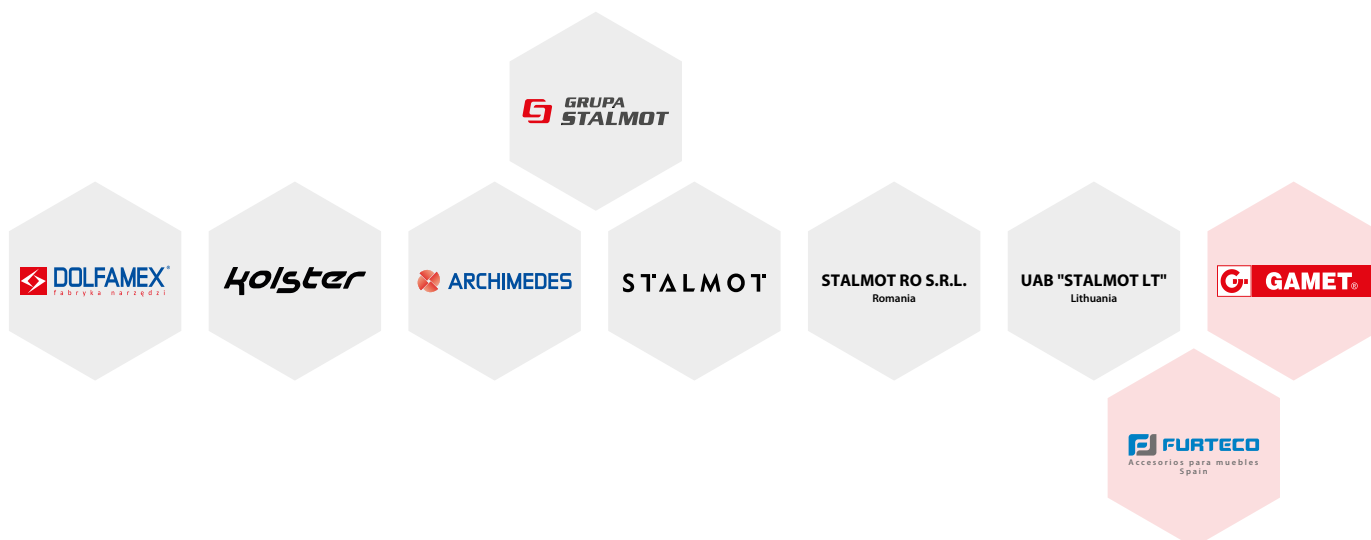 GRUPA
STALMOT
DOLFAMEX®
fabryka narzędzi
kolster
ARCHIMEDES
STALMOT
STALMOT RO S.R.L.
Romania
UAB "STALMOT LT"
Lithuania
G GAMET®
FURTECO
Accesorios para muebles
Spain